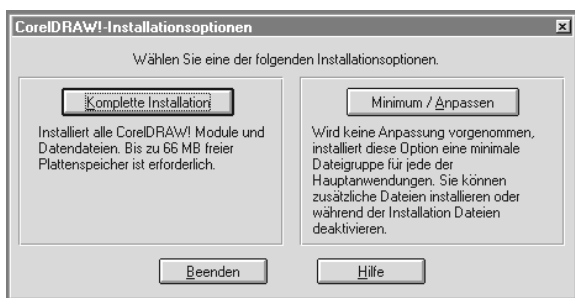 CorelDRAW!-Installationsoptionen
Wählen Sie eine der folgenden Installationsoptionen.
Komplette Installation
Installiert alle CorelDRAW! Module und
Datendateien. Bis zu 66 MB freier
Plattenspeicher ist erforderlich.
Minimum / Anpassen
Wird keine Anpassung vorgenommen,
installiert diese Option eine minimale
Dateigruppe für jede der
Hauptanwendungen. Sie können
zusätzliche Dateien installieren oder
während der Installation Dateien
deaktivieren.
Beenden
Hilfe